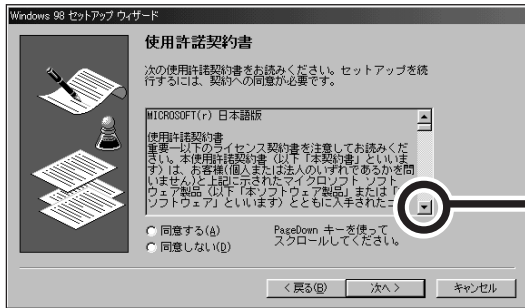 Windows 98 セットアップ ウィザード
使用許諾契約書
次の使用許諾契約書をお読みください。セットアップを続
行するには、契約への同意が必要です。
MICROSOFT(r) 日本語版
使用許諾契約書
重要－以下のライセンス契約書を注意してお読みくだ
さい。本使用許諾契約書（以下「本契約書」といいま
す）は、お客様(個人または法人のいずれであるかを問
いません)と上記に示されたマイクロソフト ソフト
ウェア製品（以下「本ソフトウェア製品」または「
ソフトウェア」といいます）とともに入手されたコ
同意する(A)
同意しない(D)
PageDown キーを使って
スクロールしてください。
< 戻る(B)
次へ >
キャンセル